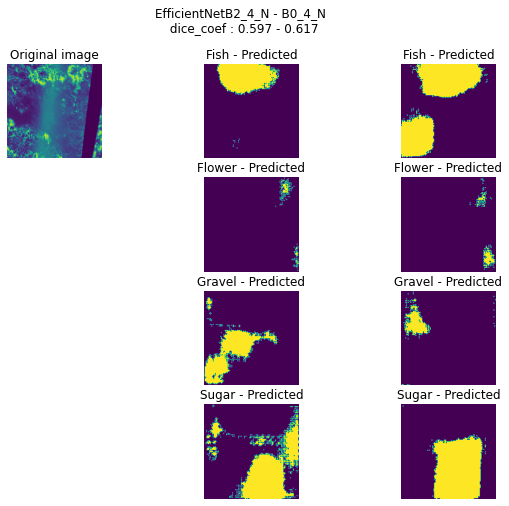 EfficientNetB2_4_N - B0_4_N
dice_coef : 0.597 - 0.617
Original image
Fish - Predicted
Fish - Predicted
Flower - Predicted
Flower - Predicted
Gravel - Predicted
Gravel - Predicted
Sugar - Predicted
Sugar - Predicted